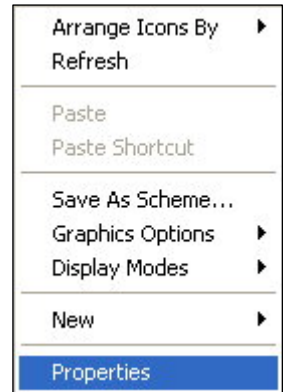 Arrange Icons By
Refresh
Paste
Paste Shortcut
Save As Scheme...
Graphics Options
Display Modes
New
Properties